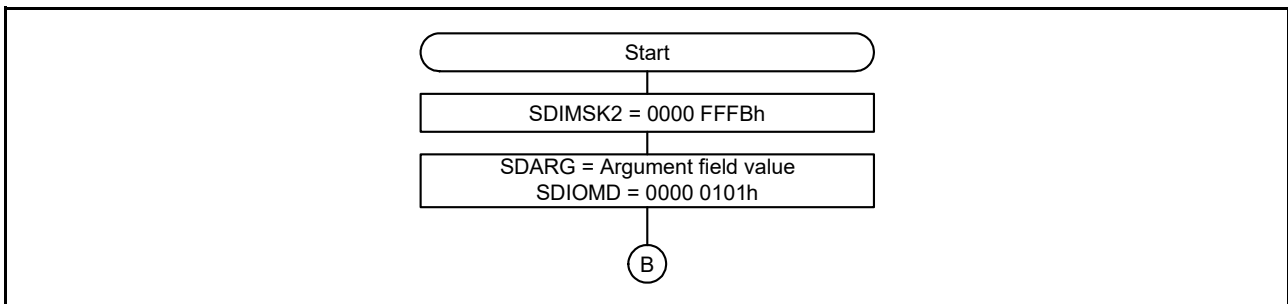 Start
SDIMSK2 = 0000 FFFBh
SDARG = Argument field value
SDIOMD = 0000 0101h
B